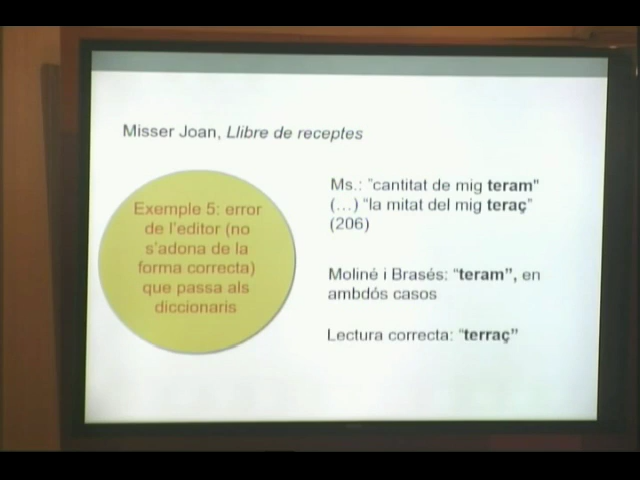 Misser Joan, Llibre de receptes
Exemple 5: error
de l'editor (no
s'adona de la
forma correcta)
que passa als
diccionaris
Ms.: "cantitat de mig teram"
(…) "la mitat del mig teraç"
(206)
Moliné i Brasés: "teram", en
ambdós casos
Lectura correcta: "terraç"